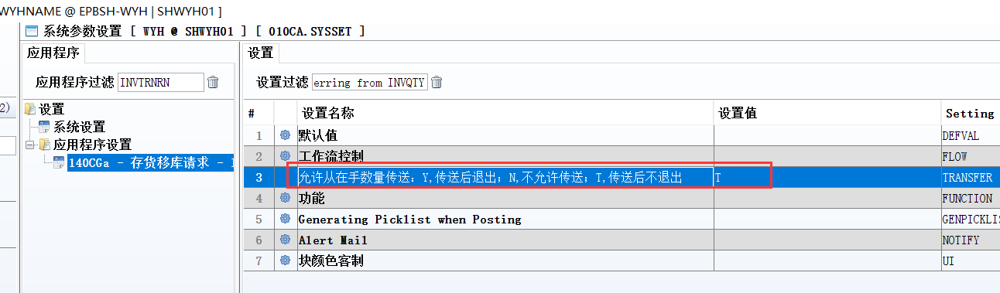 WYHNAME @ EPBSH-WYH | SHWYH01 ]
系统参数设置 [ WYH @ SHWYH01 ] [ 010CA.SYSSET ]
应用程序
设置
应用程序过滤 INVTRNRN
设置过滤 erring from INVQTY
2)
设置
系统设置
应用程序设置
140CGa - 存货移库请求 -
# 设置名称 设置值 Setting
1 默认值 DEFVAL
2 工作流控制 FLOW
3 允许从在手数量传送：Y,传送后退出；N,不允许传送；T,传送后不退出 T TRANSFER
4 功能 FUNCTION
5 Generating Picklist when Posting GENPICKLIS
6 Alert Mail NOTIFY
7 块颜色客制 UI